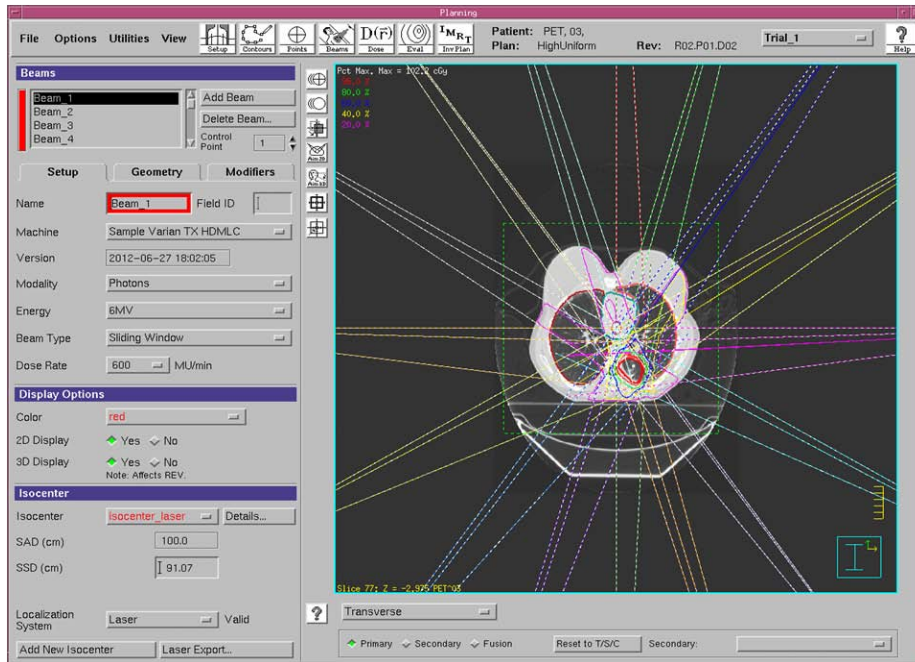 Planning
File Options Utilities View Setup Contours Points Beams D(r) Dose Eval IMRT InvPlan Patient: PET, 03, Plan: HighUniform Rev: R02.P01.D02 Trial_1 ? Help
Beams
Beam_1
Beam_2
Beam_3
Beam_4
Add Beam
Delete Beam...
Control Point 1
Setup Geometry Modifiers
Name Beam_1 Field ID
Machine Sample Varian TX HDMLC
Version 2012-06-27 18:02:05
Modality Photons
Energy 6MV
Beam Type Sliding Window
Dose Rate 600 MU/min
Display Options
Color red
2D Display Yes No
3D Display Yes No
Note: Affects REV.
Isocenter
Isocenter isocenter_laser Details...
SAD (cm) 100.0
SSD (cm) 91.07
Localization System Laser Valid
Add New Isocenter Laser Export...
Pct Max, Max = 102.2 cGy
80.0 %
40.0 %
20.0 %
Slice 77: Z = -2.975 PET^03
? Transverse
Primary Secondary Fusion Reset to T/S/C Secondary: